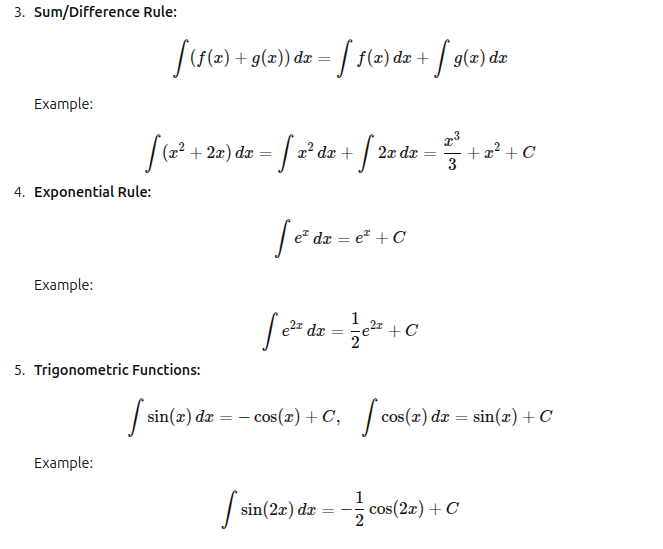 3. Sum/Difference Rule:
∫(f(x) + g(x)) dx = ∫ f(x) dx + ∫ g(x) dx
Example:
∫(x² + 2x) dx = ∫ x² dx + ∫ 2x dx = x³/3 + x² + C
4. Exponential Rule:
∫ eˣ dx = eˣ + C
Example:
∫ e²ˣ dx = 1/2 e²ˣ + C
5. Trigonometric Functions:
∫ sin(x) dx = − cos(x) + C, ∫ cos(x) dx = sin(x) + C
Example:
∫ sin(2x) dx = −1/2 cos(2x) + C